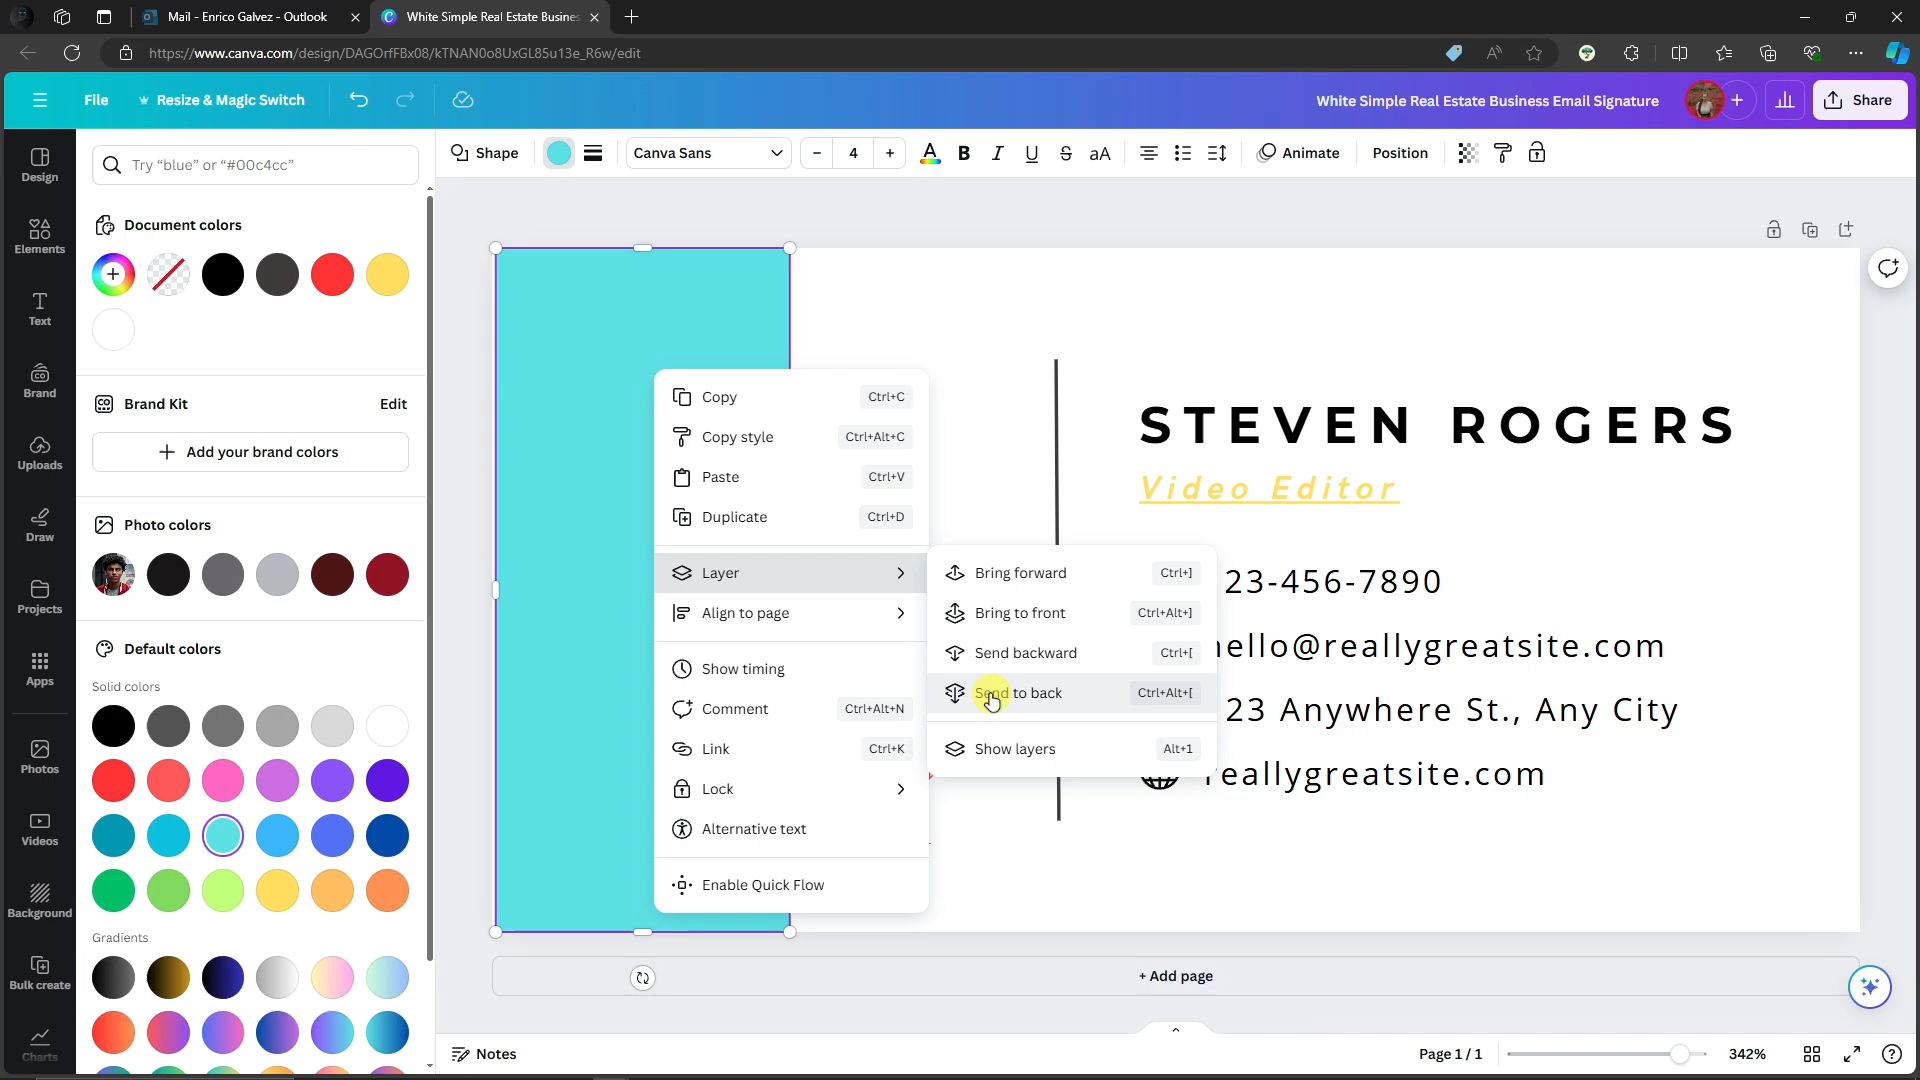 Mail - Enrico Galvez - Outlook
White Simple Real Estate Busines
https://www.canva.com/design/DAGOrfFBx08/kTNAN0o8UxGL85u13e_R6w/edit
File
Resize & Magic Switch
White Simple Real Estate Business Email Signature
Share
Design
Elements
Text
Brand
Uploads
Draw
Projects
Apps
Photos
Videos
Background
Bulk create
Charts
Try “blue” or “#00c4cc”
Document colors
Brand Kit
Edit
Add your brand colors
Photo colors
Default colors
Solid colors
Gradients
Shape
Canva Sans
- 4 +
A B I U S aA
Animate
Position
STEVEN ROGERS
Video Editor
23-456-7890
ello@reallygreatsite.com
23 Anywhere St., Any City
eallygreatsite.com
Copy Ctrl+C
Copy style Ctrl+Alt+C
Paste Ctrl+V
Duplicate Ctrl+D
Layer
Align to page
Show timing
Comment Ctrl+Alt+N
Link Ctrl+K
Lock
Alternative text
Enable Quick Flow
Bring forward Ctrl+]
Bring to front Ctrl+Alt+]
Send backward Ctrl+[
Send to back Ctrl+Alt+[
Show layers Alt+1
+ Add page
Notes
Page 1 / 1
342%